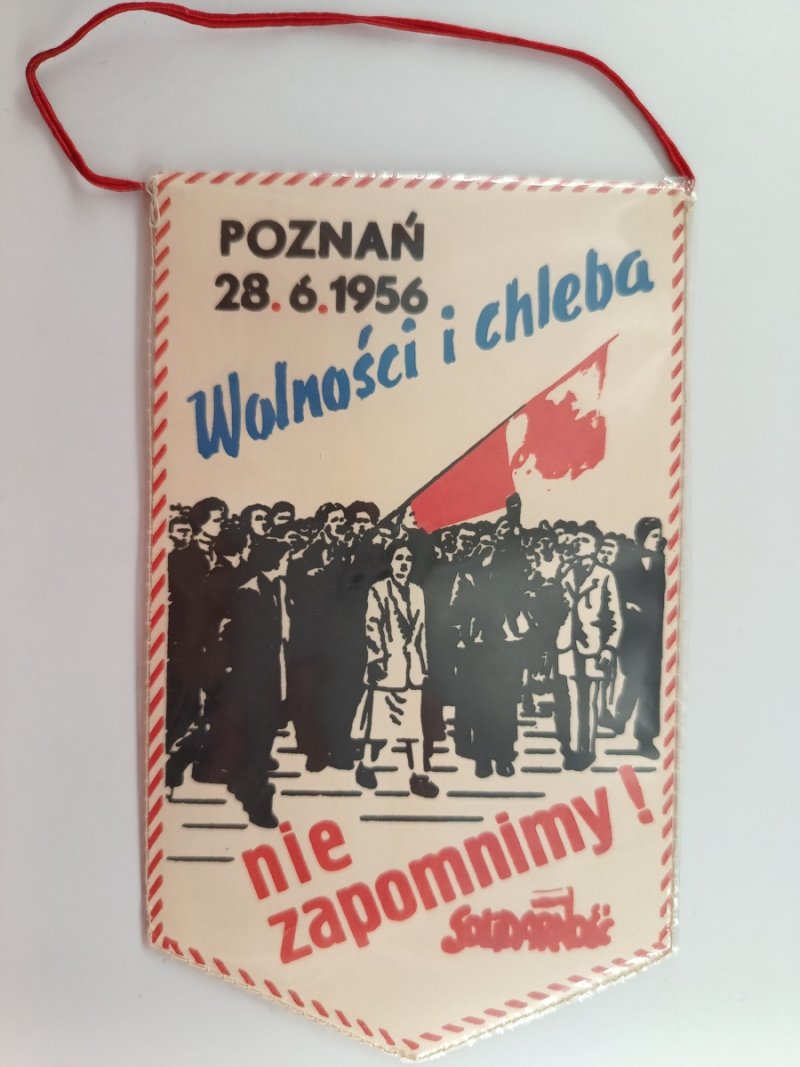 POZNAŃ
28.6.1956
Wolności i chleba
nie
zapomnimy!
SOLIDARNOŚĆ